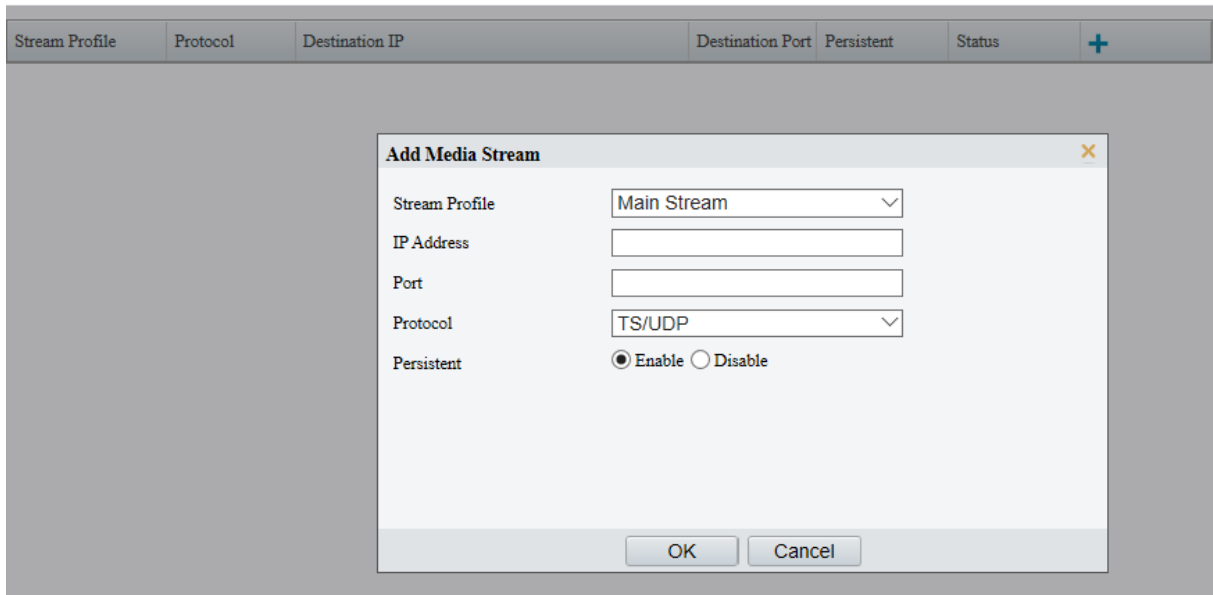 Stream Profile Protocol Destination IP Destination Port Persistent Status
Add Media Stream
Stream Profile Main Stream
IP Address
Port
Protocol TS/UDP
Persistent Enable Disable
OK Cancel